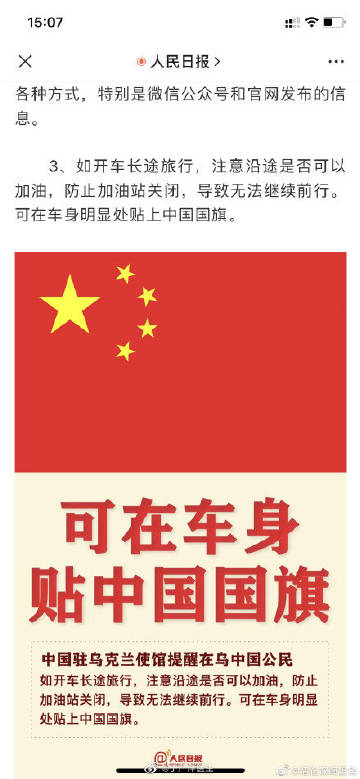 15:07
人民日报
各种方式，特别是微信公众号和官网发布的信
息。
3、如开车长途旅行，注意沿途是否可以
加油，防止加油站关闭，导致无法继续前行。
可在车身明显处贴上中国国旗。
可在车身
贴中国国旗
中国驻乌克兰使馆提醒在乌中国公民
如开车长途旅行，注意沿途是否可以加油，防止
加油站关闭，导致无法继续前行。可在车身明显
处贴上中国国旗。
人民日报